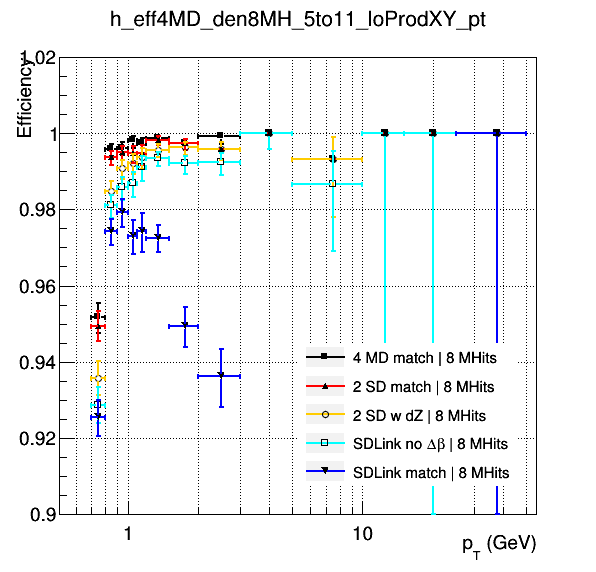 h_eff4MD_den8MH_5to11_loProdXY_pt
Efficiency
1.02
1
0.98
0.96
0.94
0.92
0.9
4 MD match | 8 MHits
2 SD match | 8 MHits
2 SD w dZ | 8 MHits
SDLink no Δβ | 8 MHits
SDLink match | 8 MHits
1
10
p_T (GeV)